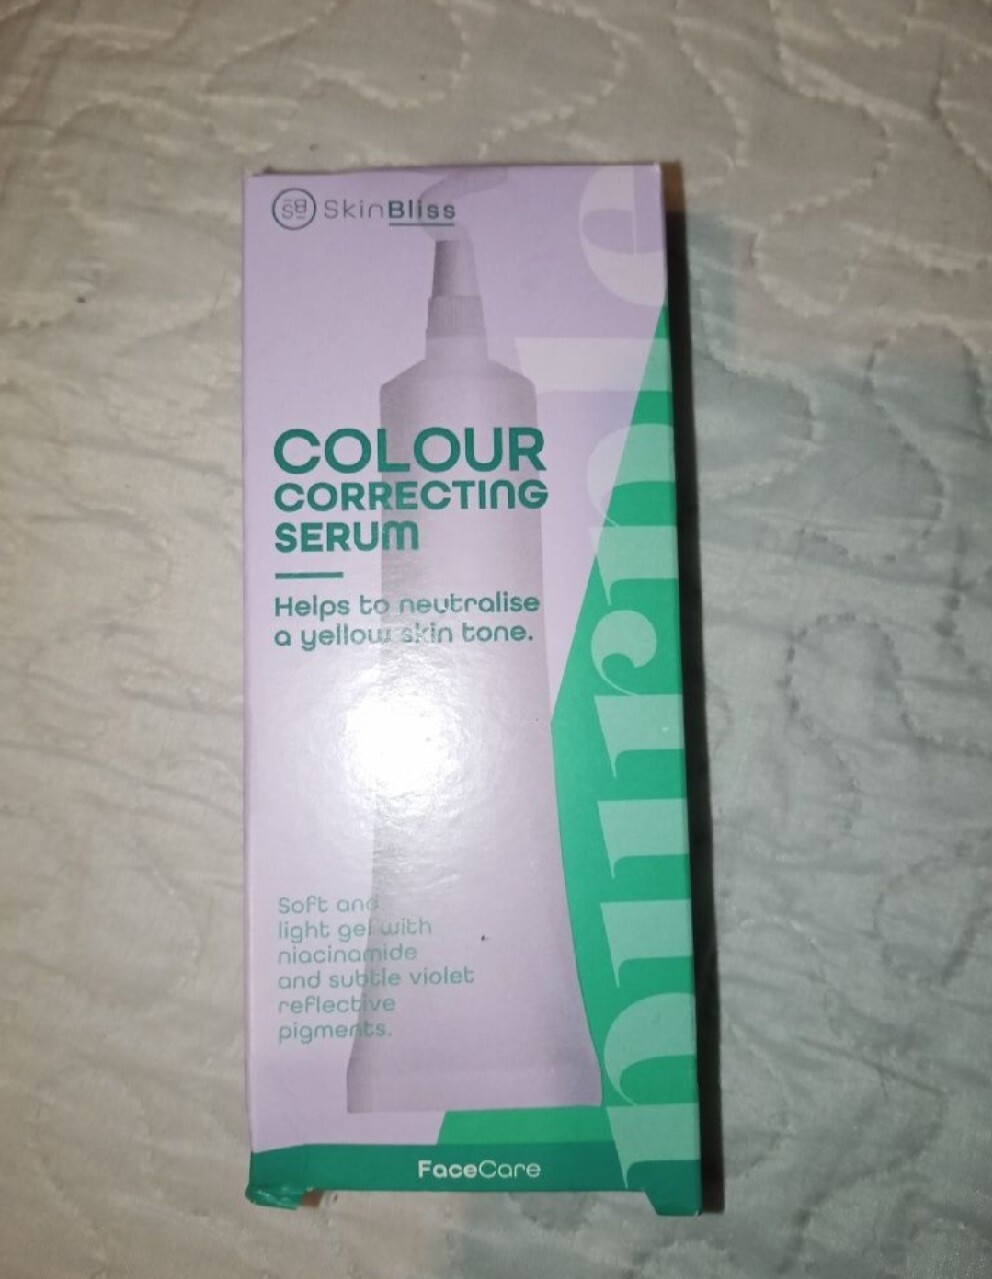 SB SkinBliss
COLOUR
CORRECTING
SERUM
Helps to neutralise
a yellow skin tone.
Soft and
light gel with
niacinamide
and subtle violet
reflective
pigments.
purple
FaceCare